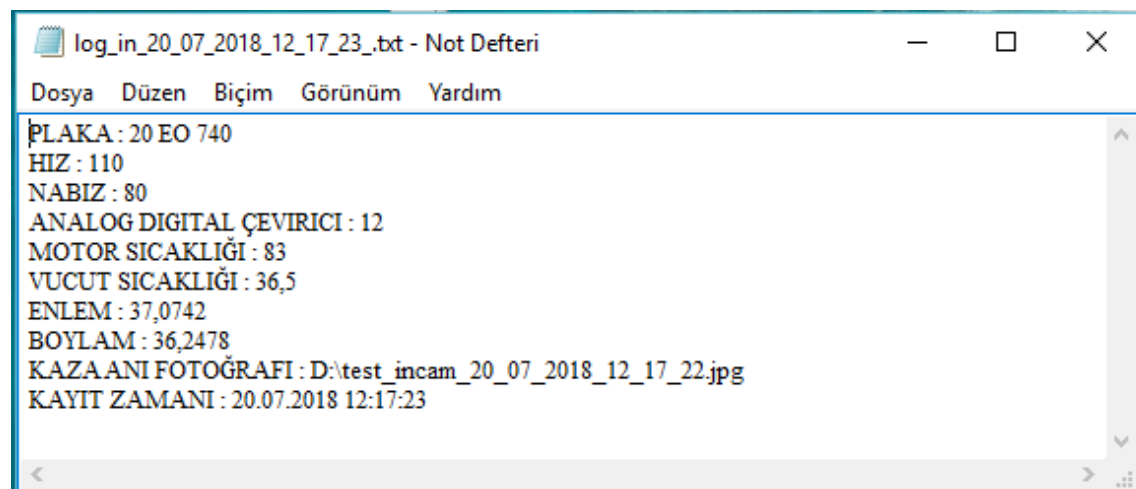 log_in_20_07_2018_12_17_23_.txt - Not Defteri
Dosya Düzen Biçim Görünüm Yardım
PLAKA : 20 EO 740
HIZ : 110
NABIZ : 80
ANALOG DIGITAL ÇEVIRICI : 12
MOTOR SICAKLIĞI : 83
VUCUT SICAKLIĞI : 36,5
ENLEM : 37,0742
BOYLAM : 36,2478
KAZA ANI FOTOĞRAFI : D:\test_incam_20_07_2018_12_17_22.jpg
KAYIT ZAMANI : 20.07.2018 12:17:23